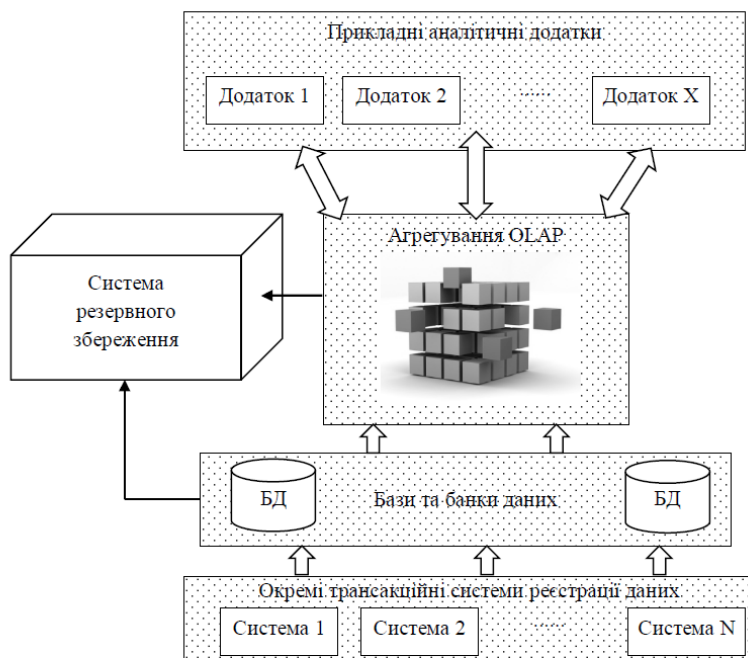 Прикладні аналітичні додатки
Додаток 1
Додаток 2
......
Додаток X
Агрегування OLAP
Система
резервного
збереження
БД
Бази та банки даних
БД
Окремі трансакційні системи реєстрації даних
Система 1
Система 2
......
Система N